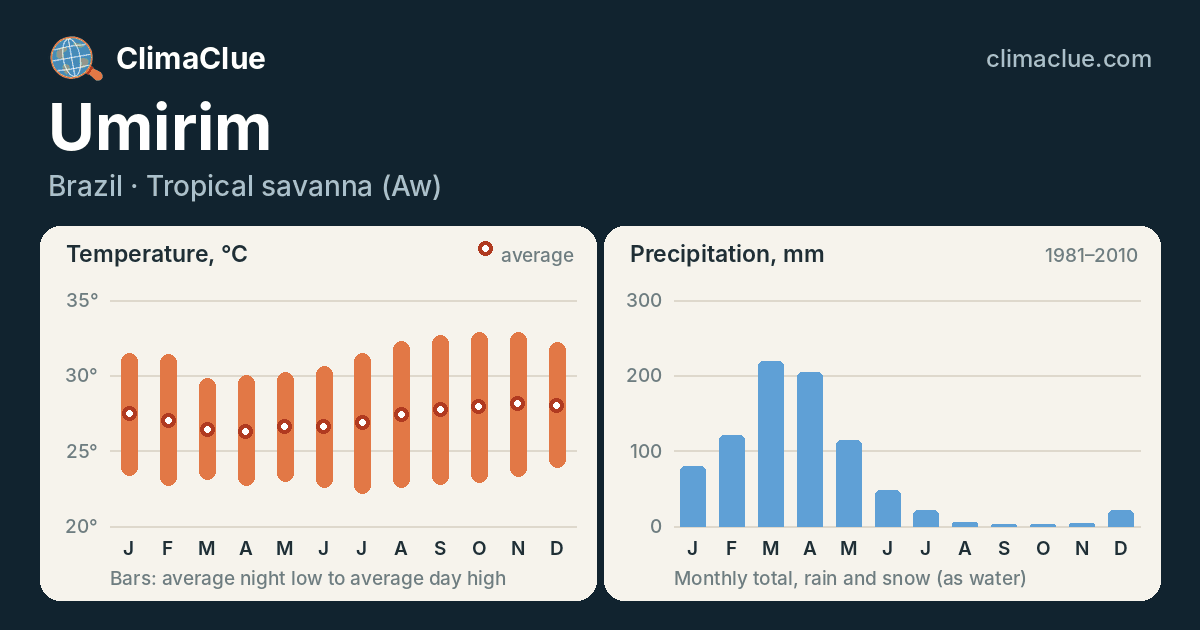 ClimaClue
climaclue.com
Umirim
Brazil · Tropical savanna (Aw)
Temperature, °C
average
35°
30°
25°
20°
J F M A M J J A S O N D
Bars: average night low to average day high
Precipitation, mm
1981–2010
300
200
100
0
J F M A M J J A S O N D
Monthly total, rain and snow (as water)